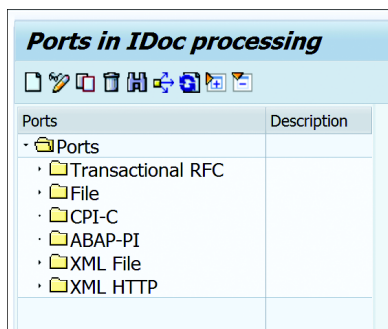 Ports in IDoc processing
Ports Description
Ports
Transactional RFC
File
CPI-C
ABAP-PI
XML File
XML HTTP